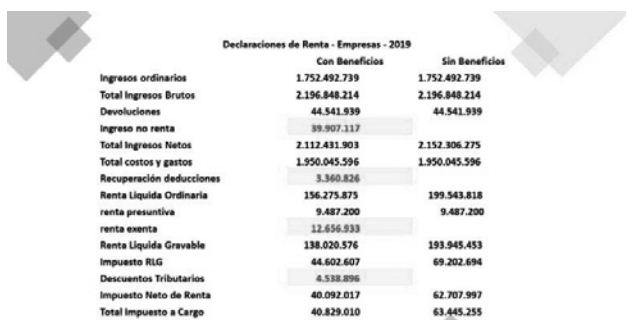 Declaraciones de Renta - Empresas - 2019
Con Beneficios Sin Beneficios
Ingresos ordinarios 1.752.492.739 1.752.492.739
Total Ingresos Brutos 2.196.848.214 2.196.848.214
Devoluciones 44.541.939 44.541.939
Ingreso no renta 39.907.117
Total Ingresos Netos 2.112.431.903 2.152.306.275
Total costos y gastos 1.950.045.596 1.950.045.596
Recuperación deducciones 3.360.826
Renta Liquida Ordinaria 156.275.875 199.543.818
renta presuntiva 9.487.200 9.487.200
renta exenta 12.656.933
Renta Liquida Gravable 138.020.576 193.945.453
Impuesto RLG 44.602.607 69.202.694
Descuentos Tributarios 4.538.896
Impuesto Neto de Renta 40.092.017 62.707.997
Total Impuesto a Cargo 40.829.010 63.445.255